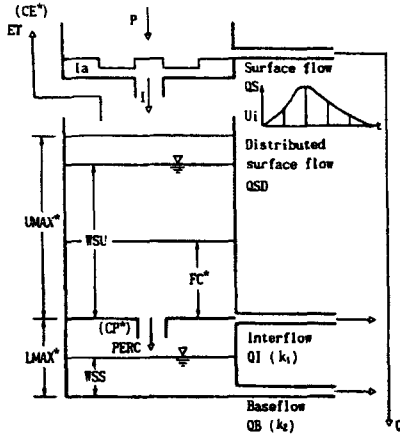 (CE*)
ET
P
Ia
I
Surface flow
QS
Ui
t
Distributed
surface flow
QSD
UMAX*
WSU
FC*
(CP*)
PERC
LMAX*
WSS
Interflow
QI (k₁)
Baseflow
QB (k₂)
Q